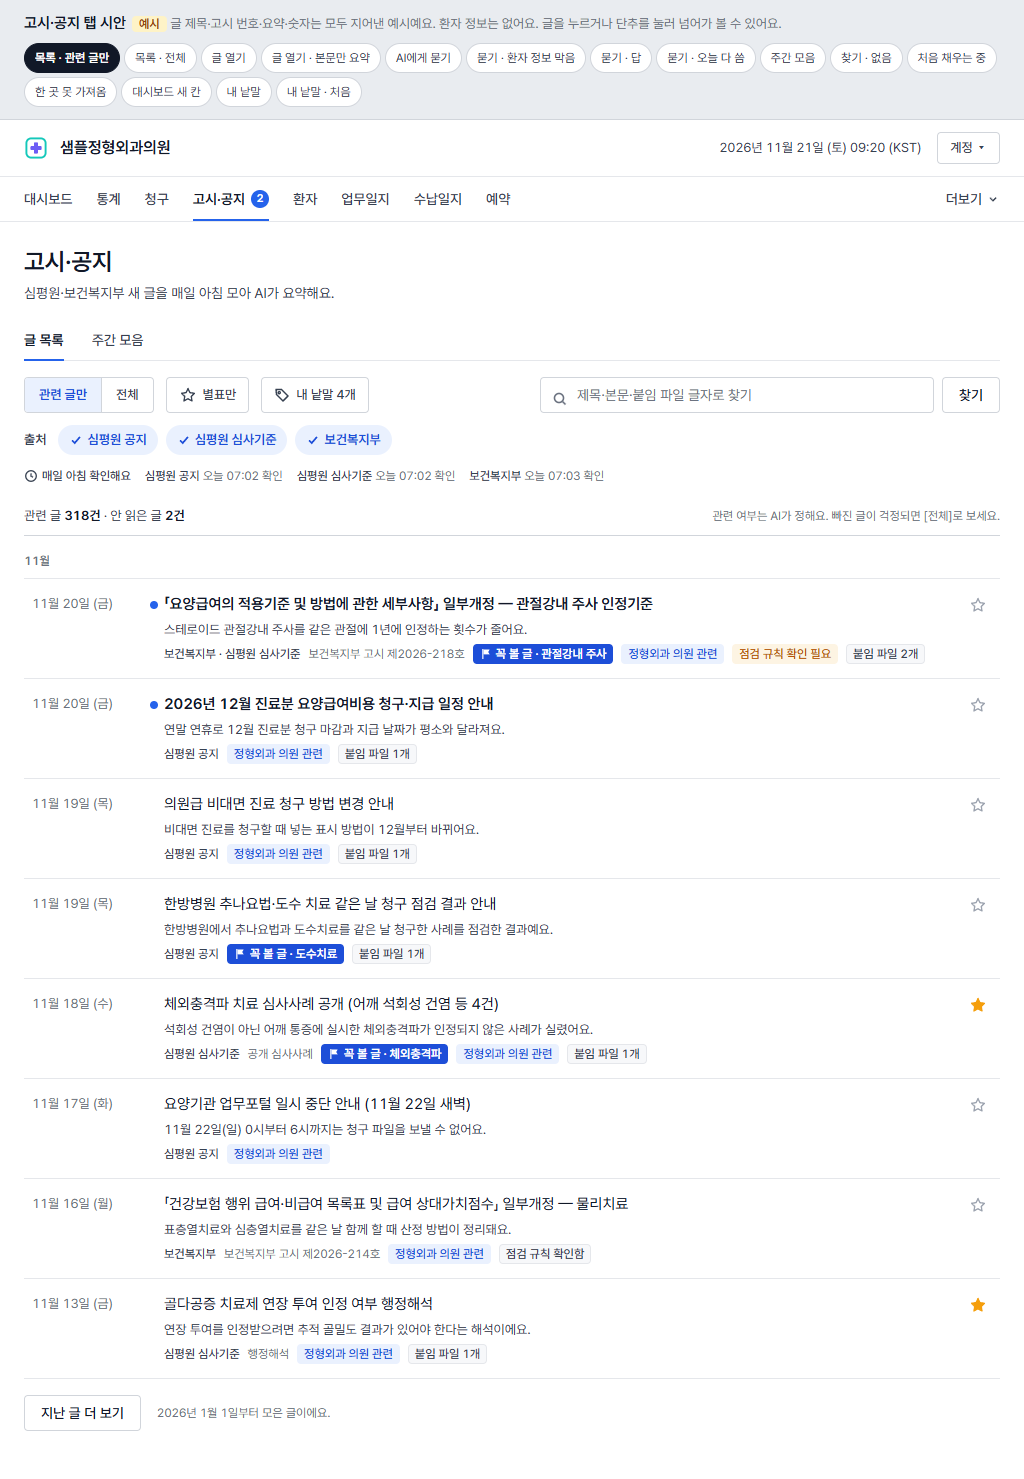 고시·공지 탭 시안 예시 글 제목·고시 번호·요약·숫자는 모두 지어낸 예시예요. 환자 정보는 없어요. 글을 누르거나 단추를 눌러 넘어가 볼 수 있어요.
목록 · 관련 글만 목록 · 전체 글 열기 글 열기 · 본문만 요약 AI에게 묻기 묻기 · 환자 정보 막음 묻기 · 답 묻기 · 오늘 다 씀 주간 모음 찾기 · 없음 처음 채우는 중
한 곳 못 가져옴 대시보드 새 칸 내 낱말 내 낱말 · 처음
샘플정형외과의원 2026년 11월 21일 (토) 09:20 (KST) 계정
대시보드 통계 청구 고시·공지 2 환자 업무일지 수납일지 예약 더보기
고시·공지
심평원·보건복지부 새 글을 매일 아침 모아 AI가 요약해요.
글 목록 주간 모음
관련 글만 전체 별표만 내 낱말 4개 제목·본문·붙임 파일 글자로 찾기 찾기
출처 심평원 공지 심평원 심사기준 보건복지부
매일 아침 확인해요 심평원 공지 오늘 07:02 확인 심평원 심사기준 오늘 07:02 확인 보건복지부 오늘 07:03 확인
관련 글 318건 · 안 읽은 글 2건 관련 여부는 AI가 정해요. 빠진 글이 걱정되면 [전체]로 보세요.
11월
11월 20일 (금) 「요양급여의 적용기준 및 방법에 관한 세부사항」 일부개정 — 관절강내 주사 인정기준
스테로이드 관절강내 주사를 같은 관절에 1년에 인정하는 횟수가 줄어요.
보건복지부 · 심평원 심사기준 보건복지부 고시 제2026-218호 꼭 볼 글 · 관절강내 주사 정형외과 의원 관련 점검 규칙 확인 필요 붙임 파일 2개
11월 20일 (금) 2026년 12월 진료분 요양급여비용 청구·지급 일정 안내
연말 연휴로 12월 진료분 청구 마감과 지급 날짜가 평소와 달라져요.
심평원 공지 정형외과 의원 관련 붙임 파일 1개
11월 19일 (목) 의원급 비대면 진료 청구 방법 변경 안내
비대면 진료를 청구할 때 넣는 표시 방법이 12월부터 바뀌어요.
심평원 공지 정형외과 의원 관련 붙임 파일 1개
11월 19일 (목) 한방병원 추나요법·도수 치료 같은 날 청구 점검 결과 안내
한방병원에서 추나요법과 도수치료를 같은 날 청구한 사례를 점검한 결과예요.
심평원 공지 꼭 볼 글 · 도수치료 붙임 파일 1개
11월 18일 (수) 체외충격파 치료 심사사례 공개 (어깨 석회성 건염 등 4건)
석회성 건염이 아닌 어깨 통증에 실시한 체외충격파가 인정되지 않은 사례가 실렸어요.
심평원 심사기준 공개 심사사례 꼭 볼 글 · 체외충격파 정형외과 의원 관련 붙임 파일 1개
11월 17일 (화) 요양기관 업무포털 일시 중단 안내 (11월 22일 새벽)
11월 22일(일) 0시부터 6시까지는 청구 파일을 보낼 수 없어요.
심평원 공지 정형외과 의원 관련
11월 16일 (월) 「건강보험 행위 급여·비급여 목록표 및 급여 상대가치점수」 일부개정 — 물리치료
표층열치료와 심층열치료를 같은 날 함께 할 때 산정 방법이 정리돼요.
보건복지부 보건복지부 고시 제2026-214호 정형외과 의원 관련 점검 규칙 확인함
11월 13일 (금) 골다공증 치료제 연장 투여 인정 여부 행정해석
연장 투여를 인정받으려면 추적 골밀도 결과가 있어야 한다는 해석이에요.
심평원 심사기준 행정해석 정형외과 의원 관련 붙임 파일 1개
지난 글 더 보기 2026년 1월 1일부터 모은 글이에요.